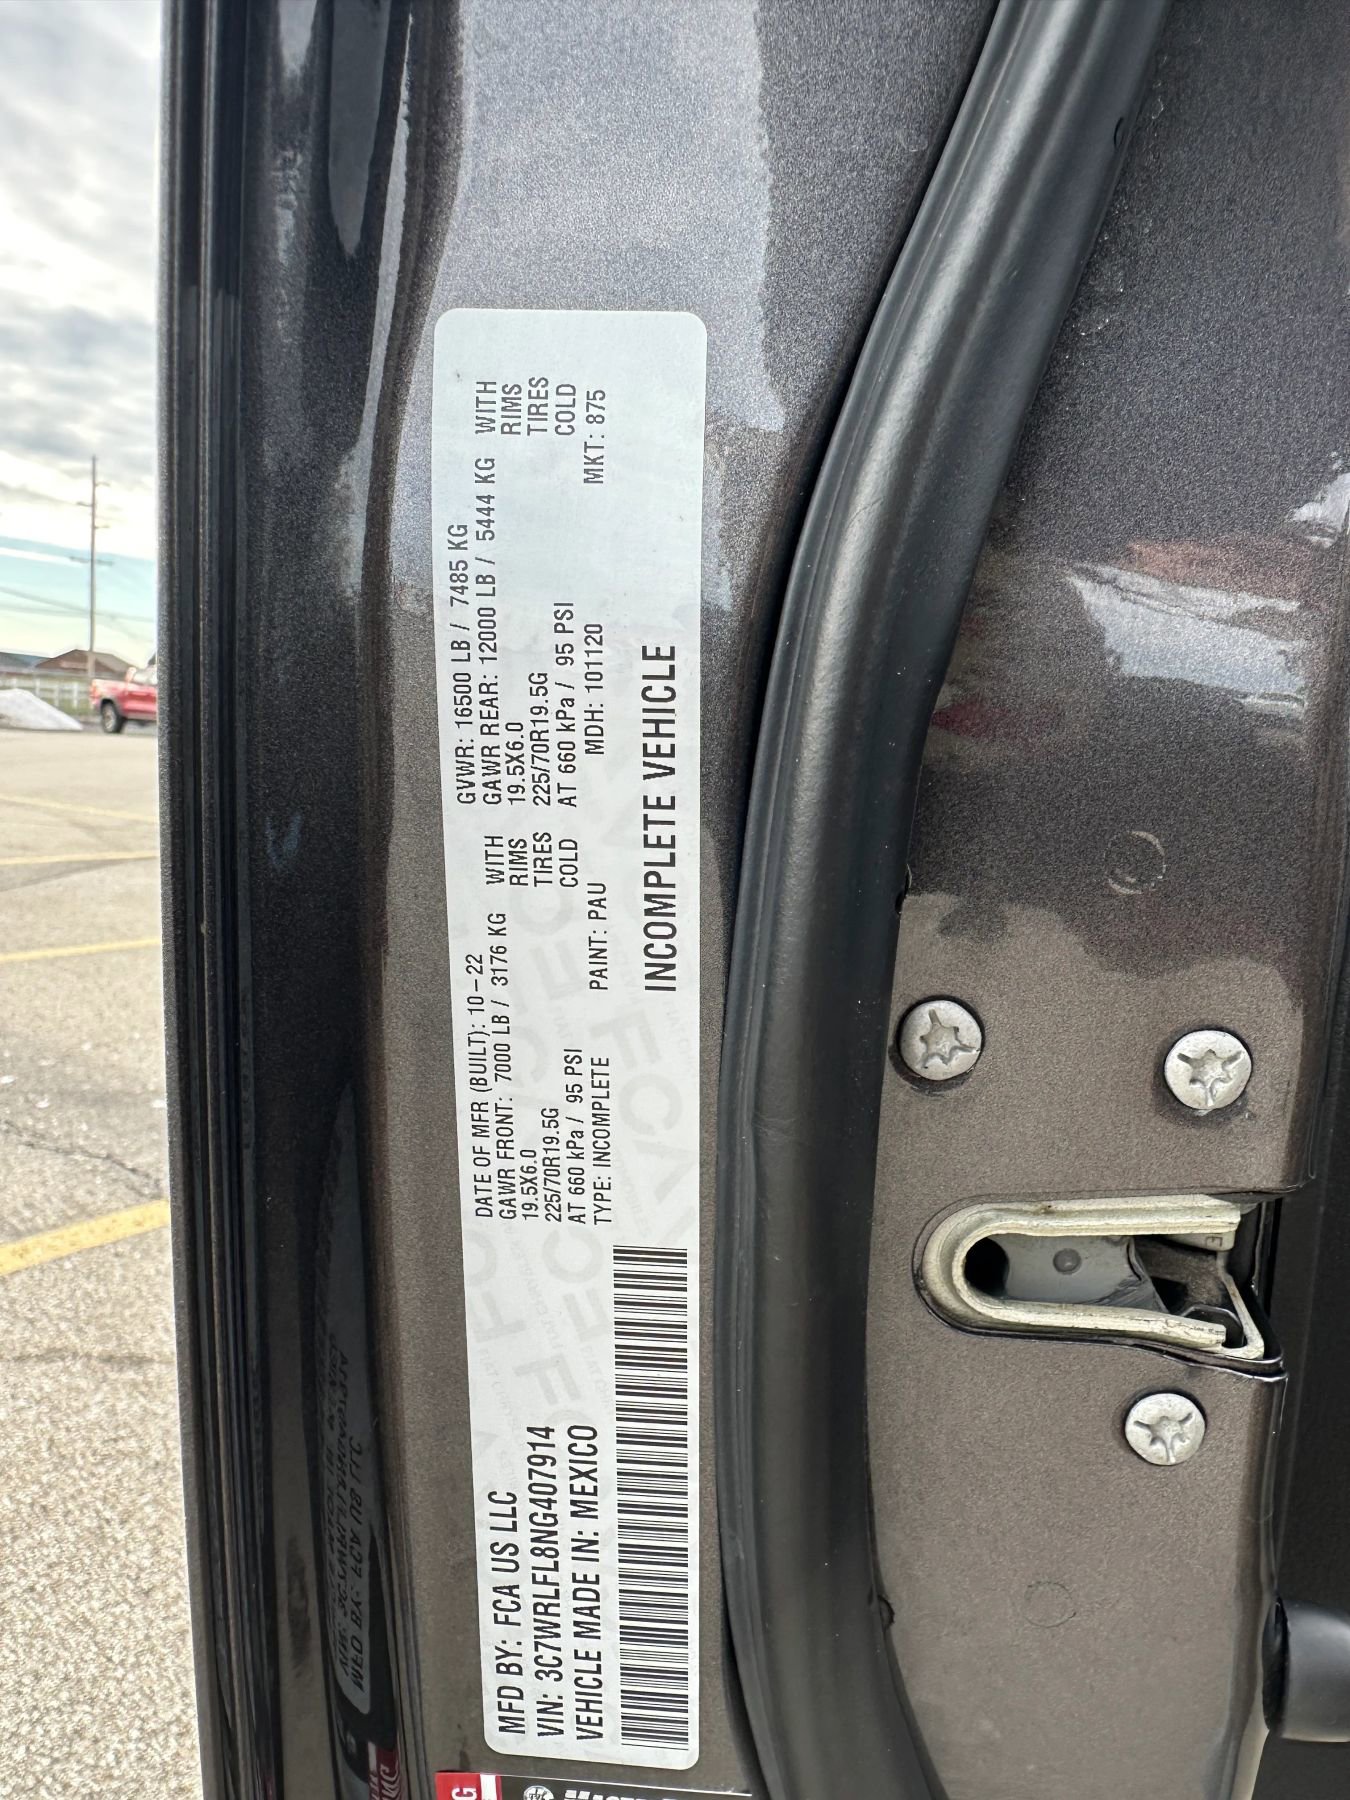 MFD BY: FCA US LLC
VIN: 3C7WRLFL8NG407914
VEHICLE MADE IN: MEXICO
DATE OF MFR (BUILT): 10-22
GAWR FRONT: 7000 LB / 3176 KG WITH
19.5X6.0 RIMS
225/70R19.5G TIRES
AT 660 kPa / 95 PSI COLD
TYPE: INCOMPLETE PAINT: PAU
GVWR: 16500 LB / 7485 KG
GAWR REAR: 12000 LB / 5444 KG WITH
19.5X6.0 RIMS
225/70R19.5G TIRES
AT 660 kPa / 95 PSI COLD
MDH: 101120 MKT: 875
INCOMPLETE VEHICLE